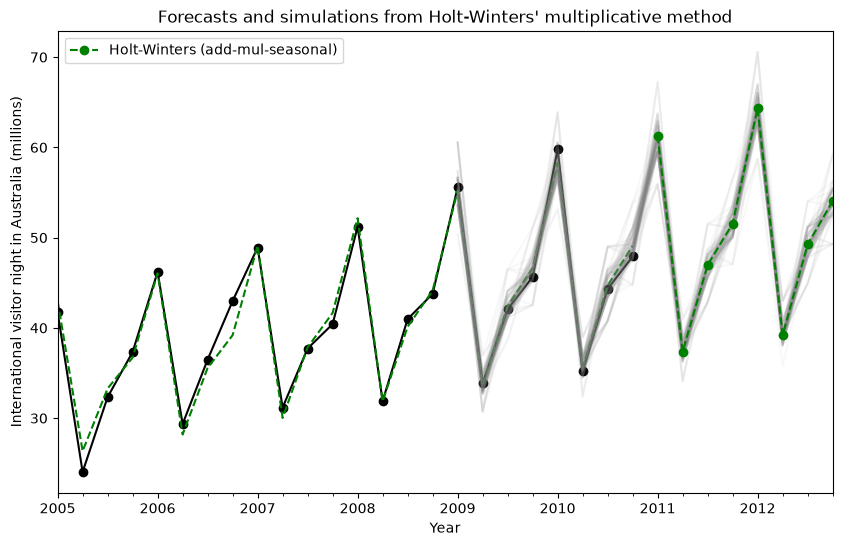 Forecasts and simulations from Holt-Winters' multiplicative method
Holt-Winters (add-mul-seasonal)
International visitor night in Australia (millions)
70
60
50
40
30
2005 2006 2007 2008 2009 2010 2011 2012
Year